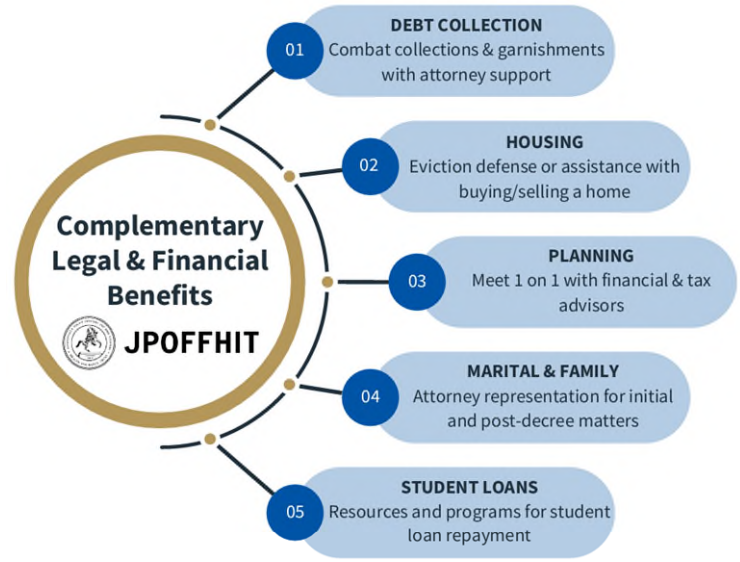 Complementary
Legal & Financial
Benefits
JPOFFHIT
01
DEBT COLLECTION
Combat collections & garnishments
with attorney support
02
HOUSING
Eviction defense or assistance with
buying/selling a home
03
PLANNING
Meet 1 on 1 with financial & tax
advisors
04
MARITAL & FAMILY
Attorney representation for initial
and post-decree matters
05
STUDENT LOANS
Resources and programs for student
loan repayment